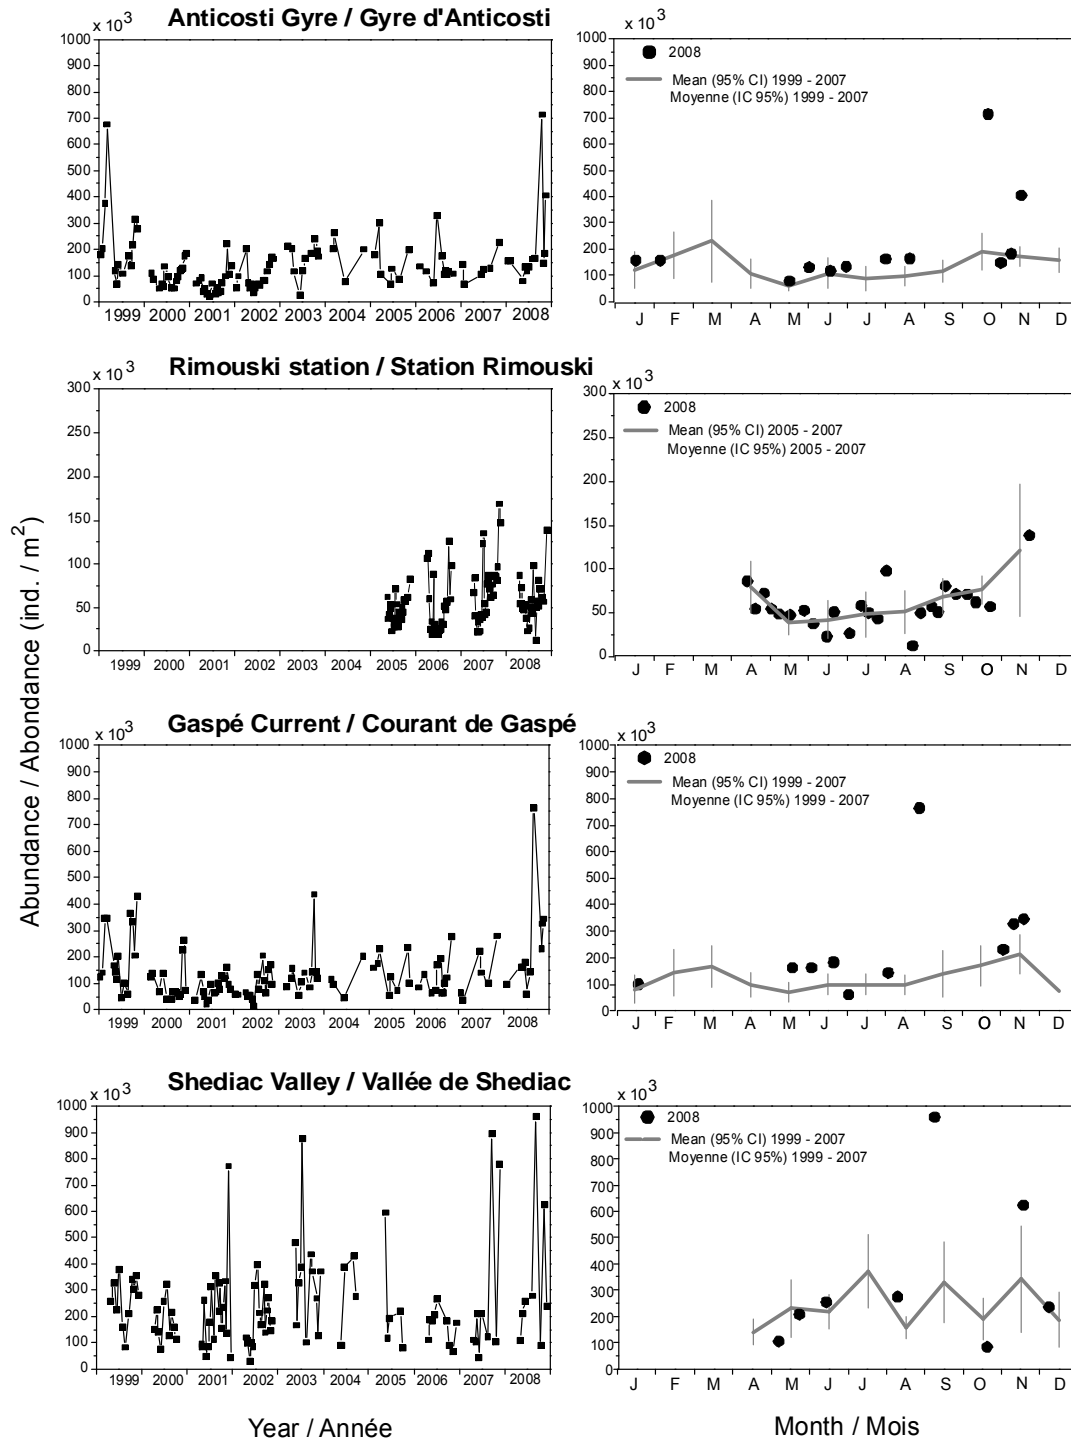 Anticosti Gyre / Gyre d'Anticosti
x 10³
1000
900
800
700
600
500
400
300
200
100
0
1999 2000 2001 2002 2003 2004 2005 2006 2007 2008
x 10³
1000
900
800
700
600
500
400
300
200
100
0
2008
Mean (95% CI) 1999 - 2007
Moyenne (IC 95%) 1999 - 2007
J F M A M J J A S O N D
Rimouski station / Station Rimouski
x 10³
300
250
200
150
100
50
0
1999 2000 2001 2002 2003 2004 2005 2006 2007 2008
x 10³
300
250
200
150
100
50
0
2008
Mean (95% CI) 2005 - 2007
Moyenne (IC 95%) 2005 - 2007
J F M A M J J A S O N D
Gaspé Current / Courant de Gaspé
x 10³
1000
900
800
700
600
500
400
300
200
100
0
1999 2000 2001 2002 2003 2004 2005 2006 2007 2008
x 10³
1000
900
800
700
600
500
400
300
200
100
0
2008
Mean (95% CI) 1999 - 2007
Moyenne (IC 95%) 1999 - 2007
J F M A M J J A S O N D
Shediac Valley / Vallée de Shediac
x 10³
1000
900
800
700
600
500
400
300
200
100
0
1999 2000 2001 2002 2003 2004 2005 2006 2007 2008
x 10³
1000
900
800
700
600
500
400
300
200
100
0
2008
Mean (95% CI) 1999 - 2007
Moyenne (IC 95%) 1999 - 2007
J F M A M J J A S O N D
Abundance / Abondance (ind. / m²)
Year / Année
Month / Mois